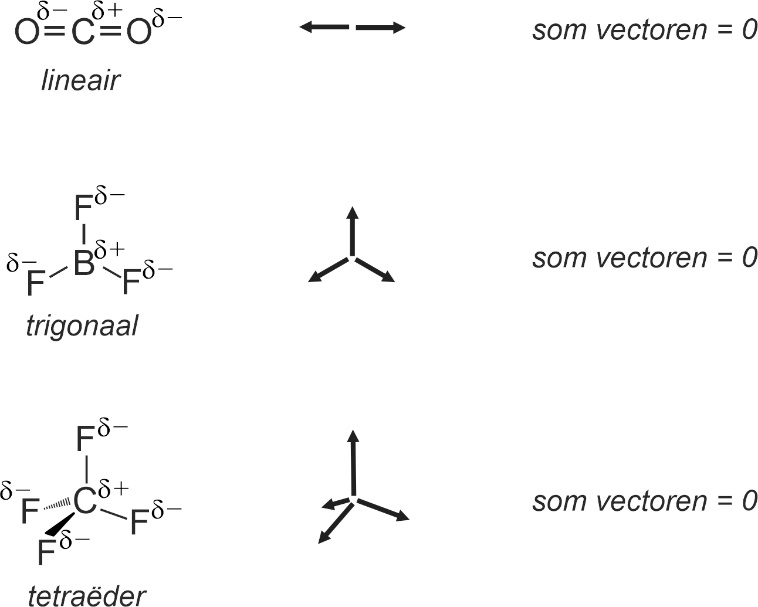 Oδ−=Cδ+=Oδ− som vectoren = 0
lineair
Fδ−
Bδ+ som vectoren = 0
δ−F Fδ−
trigonaal
Fδ−
Cδ+ som vectoren = 0
δ−F Fδ−
Fδ−
tetraëder